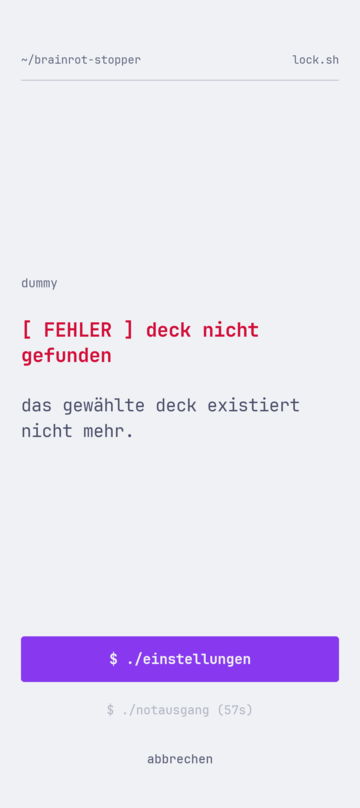 ~/brainrot-stopper
lock.sh
dummy
[ FEHLER ] deck nicht
gefunden
das gewählte deck existiert
nicht mehr.
$ ./einstellungen
$ ./notausgang (57s)
abbrechen